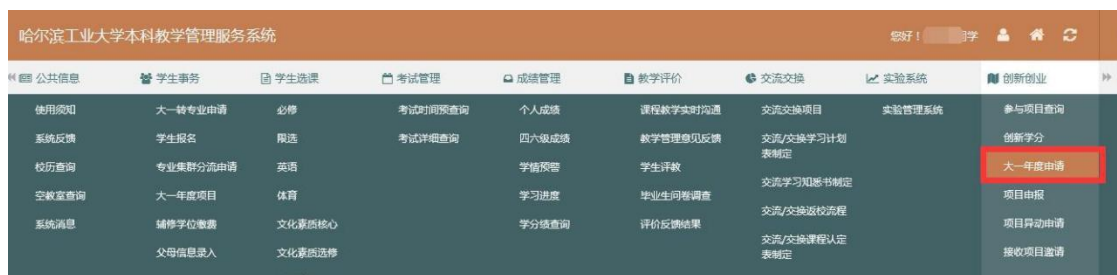 哈尔滨工业大学本科教学管理服务系统
您好！ 学
公共信息 学生事务 学生选课 考试管理 成绩管理 教学评价 交流交换 实验系统 创新创业
使用须知 大一转专业申请 必修 考试时间预查询 个人成绩 课程教学实时沟通 交流交换项目 实验管理系统 参与项目查询
系统反馈 学生报名 限选 考试详细查询 四六级成绩 教学管理意见反馈 交流/交换学习计划表制定 创新学分
校历查询 专业集群分流申请 英语 学情预警 学生评教 交流学习知悉书制定 大一年度申请
空教室查询 大一年度项目 体育 学习进度 毕业生问卷调查 交流/交换返校流程 项目申报
系统消息 辅修学位缴费 文化素质核心 学分绩查询 评价反馈结果 交流/交换课程认定表制定 项目异动申请
父母信息录入 文化素质选修 接收项目邀请